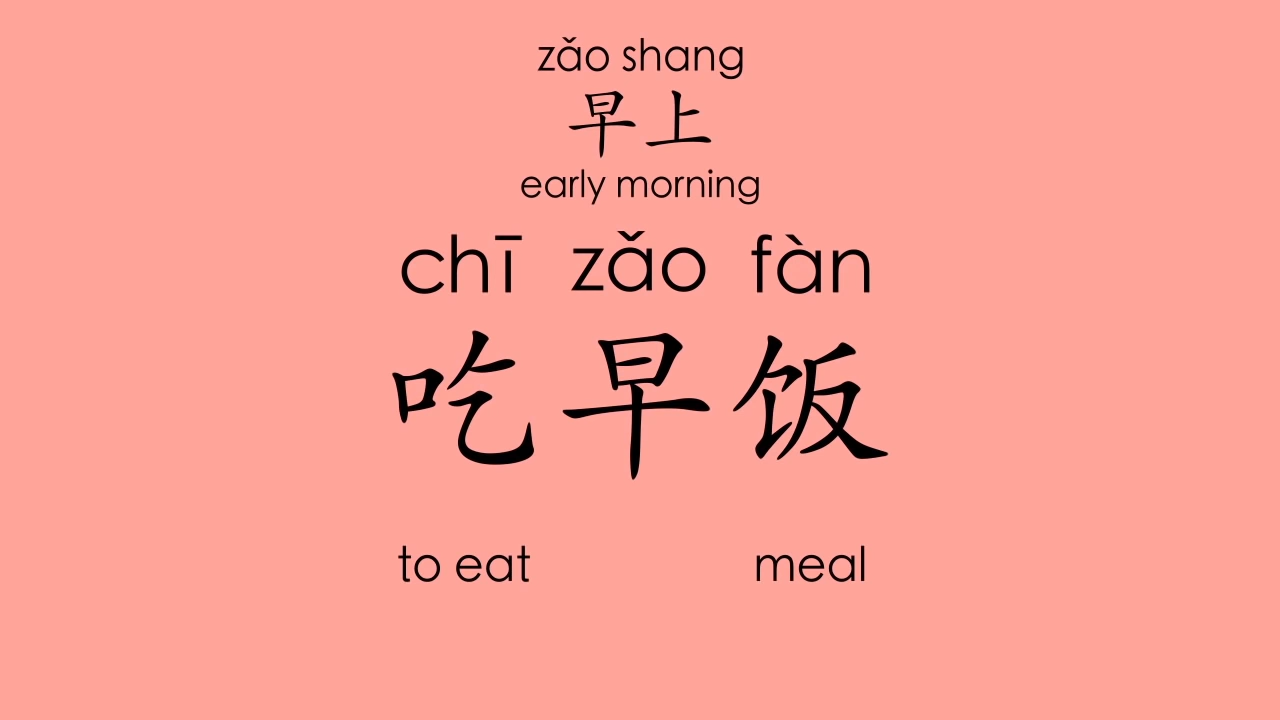 zǎo shang
早上
early morning
chī zǎo fàn
吃早饭
to eat meal